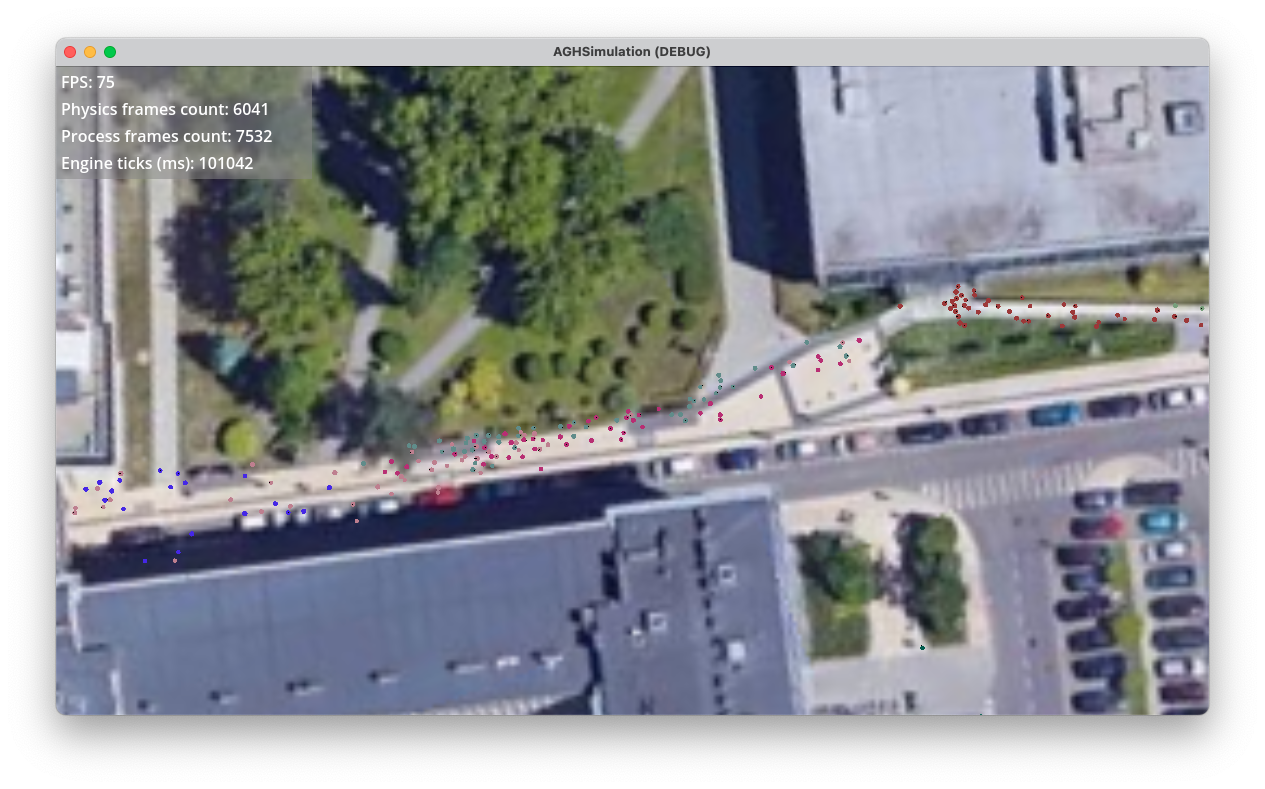 AGHSimulation (DEBUG)
FPS: 75
Physics frames count: 6041
Process frames count: 7532
Engine ticks (ms): 101042